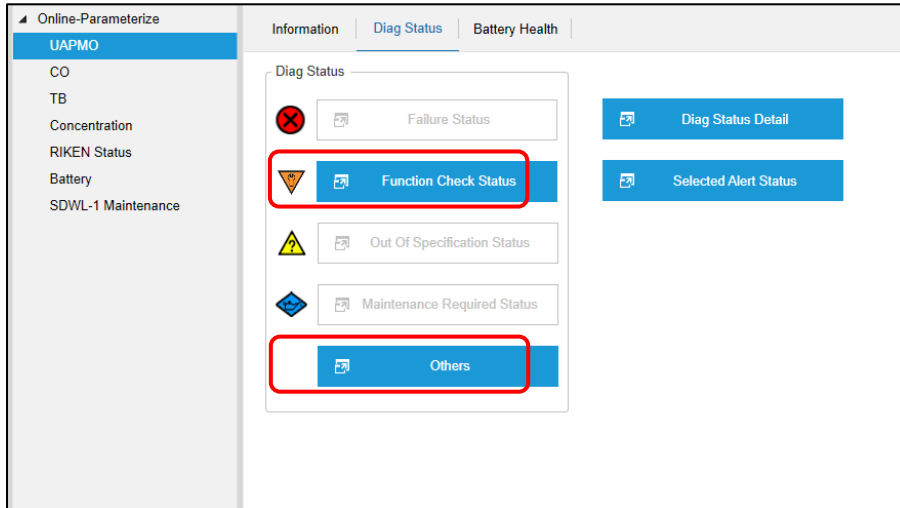 Online-Parameterize
UAPMO
CO
TB
Concentration
RIKEN Status
Battery
SDWL-1 Maintenance
Information
Diag Status
Battery Health
Diag Status
Failure Status
Function Check Status
Out Of Specification Status
Maintenance Required Status
Others
Diag Status Detail
Selected Alert Status